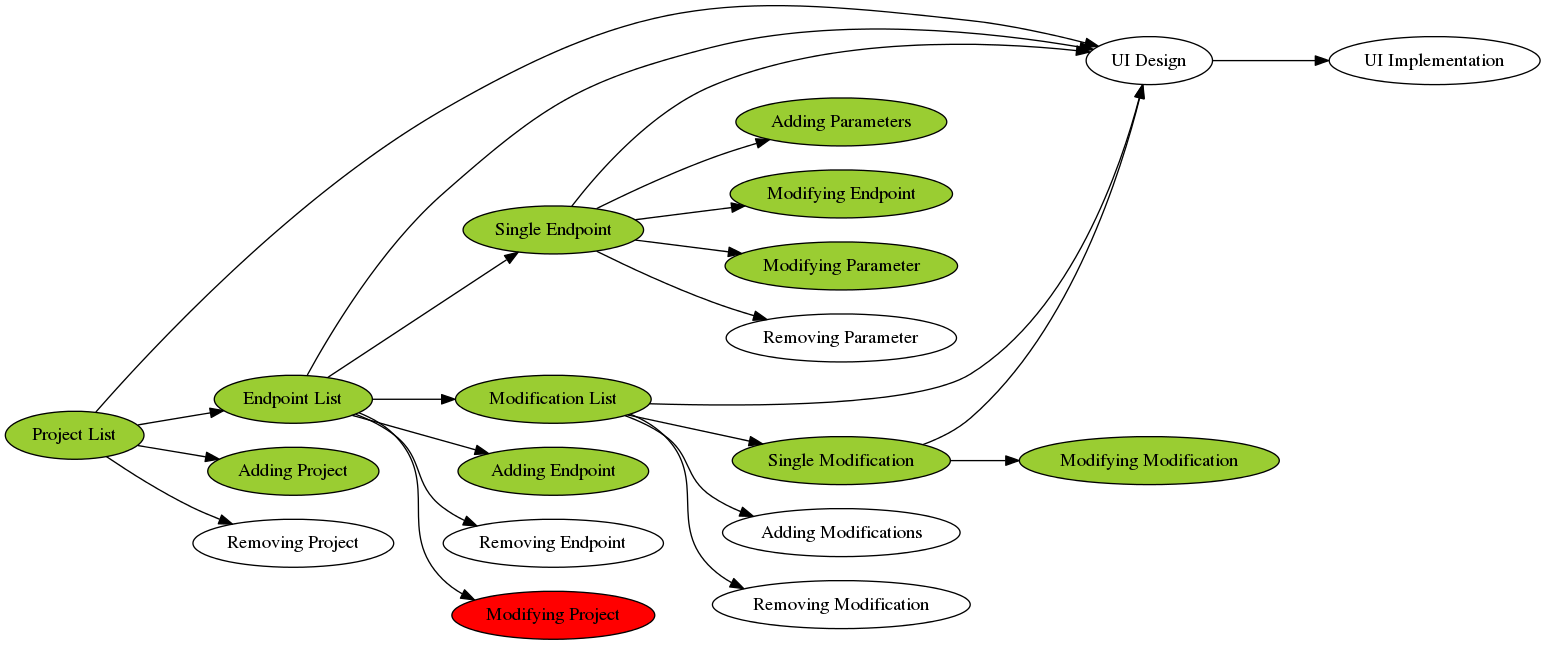 UI Design
UI Implementation
Adding Parameters
Modifying Endpoint
Single Endpoint
Modifying Parameter
Removing Parameter
Endpoint List
Modification List
Project List
Single Modification
Modifying Modification
Adding Project
Adding Endpoint
Adding Modifications
Removing Project
Removing Endpoint
Removing Modification
Modifying Project